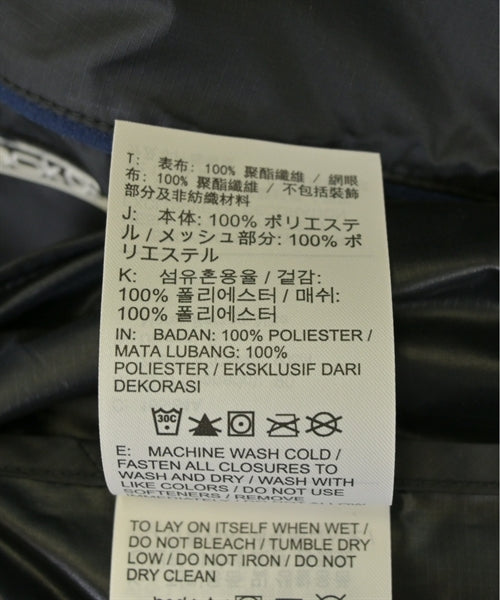 T: 表布: 100% 聚酯纖維 / 網眼
布: 100% 聚酯纖維 / 不包括裝飾
部分及非紡織材料
J: 本体: 100% ポリエステ
ル / メッシュ部分: 100% ポ
リエステル
K: 섬유혼용율 / 겉감:
100% 폴리에스터 / 매쉬:
100% 폴리에스터
IN: BADAN: 100% POLIESTER /
MATA LUBANG: 100%
POLIESTER / EKSKLUSIF DARI
DEKORASI
30C
E: MACHINE WASH COLD /
FASTEN ALL CLOSURES TO
WASH AND DRY / WASH WITH
LIKE COLORS / DO NOT USE
SOFTENERS / REMOVE
TO LAY ON ITSELF WHEN WET /
DO NOT BLEACH / TUMBLE DRY
LOW / DO NOT IRON / DO NOT
DRY CLEAN